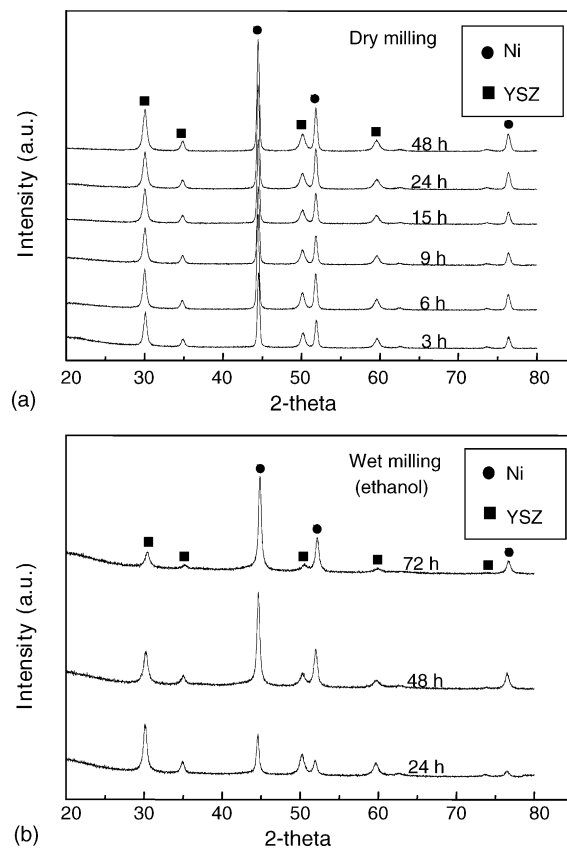 Dry milling
● Ni
■ YSZ
48 h
24 h
15 h
9 h
6 h
3 h
Intensity (a.u.)
20 30 40 50 60 70 80
2-theta
(a)
Wet milling
(ethanol)
● Ni
■ YSZ
72 h
48 h
24 h
Intensity (a.u.)
20 30 40 50 60 70 80
2-theta
(b)